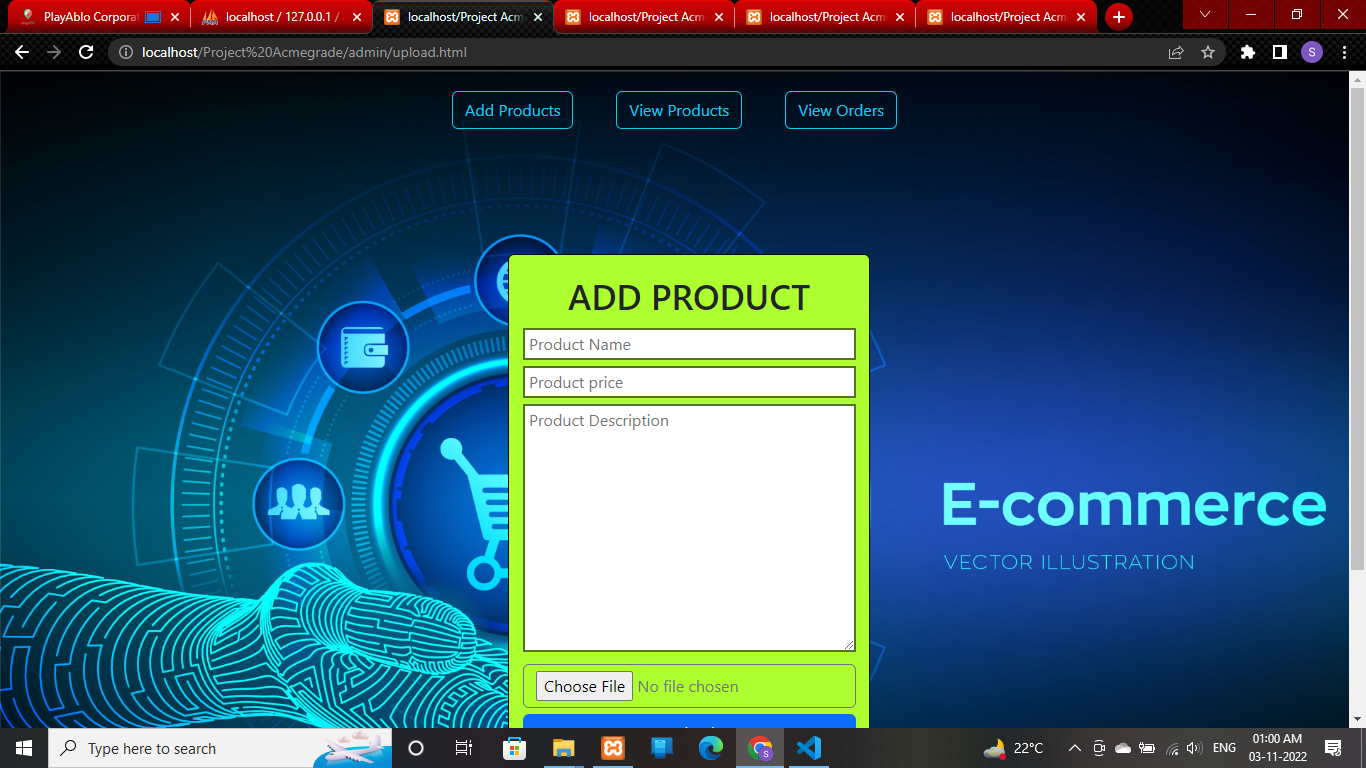 PlayAblo Corporat
localhost / 127.0.0.1 /
localhost/Project Acm
localhost/Project Acm
localhost/Project Acm
localhost/Project Acm
localhost/Project%20Acmegrade/admin/upload.html
S
Add Products
View Products
View Orders
ADD PRODUCT
Product Name
Product price
Product Description
E-commerce
VECTOR ILLUSTRATION
Choose File No file chosen
Type here to search
22°C
ENG
01:00 AM
03-11-2022